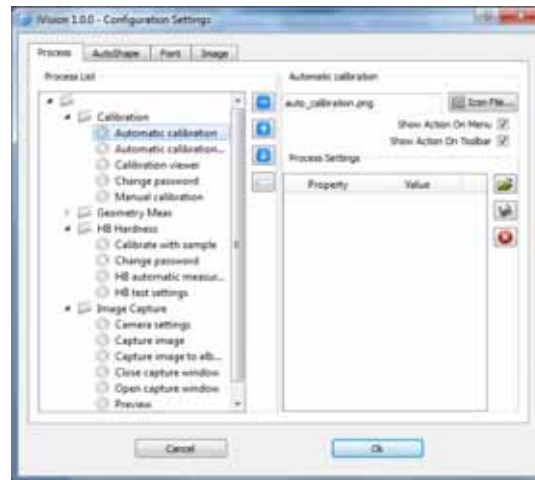 iVision 1.0.0 - Configuration Settings
Process AutoShape Font Image
Process List
Calibration
Automatic calibration
Automatic calibration...
Calibration viewer
Change password
Manual calibration
Geometry Meas
HB Hardness
Calibrate with sample
Change password
HB automatic measur...
HB test settings
Image Capture
Camera settings
Capture image
Capture image to alb...
Close capture window
Open capture window
Preview
Automatic calibration
auto_calibration.png
Icon File...
Show Action On Menu
Show Action On Toolbar
Process Settings
Property Value
Cancel Ok